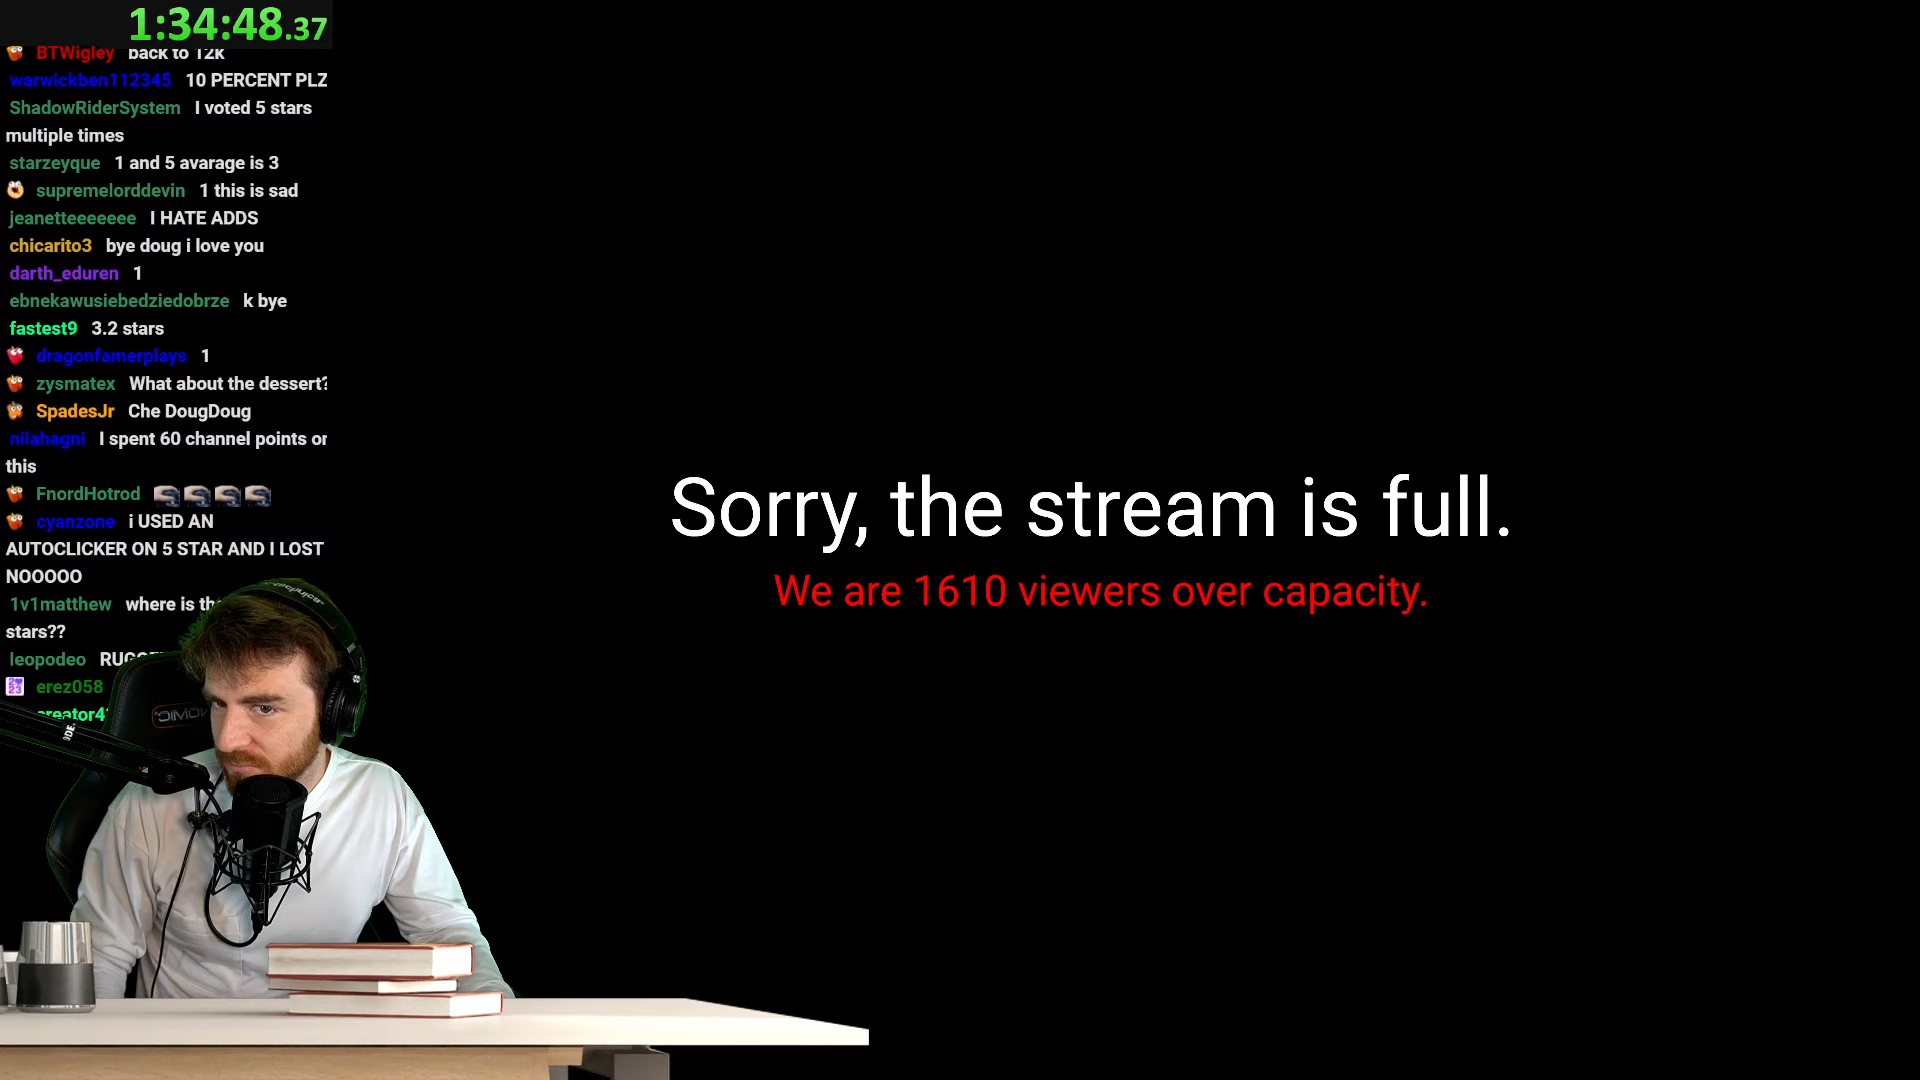 1:34:48.37
BTWigley back to 12k
warwickben112345 10 PERCENT PLZ
ShadowRiderSystem I voted 5 stars
multiple times
starzeyque 1 and 5 avarage is 3
supremelorddevin 1 this is sad
jeanetteeeeeee I HATE ADDS
chicarito3 bye doug i love you
darth_eduren 1
ebnekawusiebedziedobrze k bye
fastest9 3.2 stars
dragonfamerplays 1
zysmatex What about the dessert?
SpadesJr Che DougDoug
nilahagni I spent 60 channel points on
this
FnordHotrod
cyanzone i USED AN
AUTOCLICKER ON 5 STAR AND I LOST
NOOOOO
1v1matthew where is
stars??
leopodeo
erez058
Sorry, the stream is full.
We are 1610 viewers over capacity.